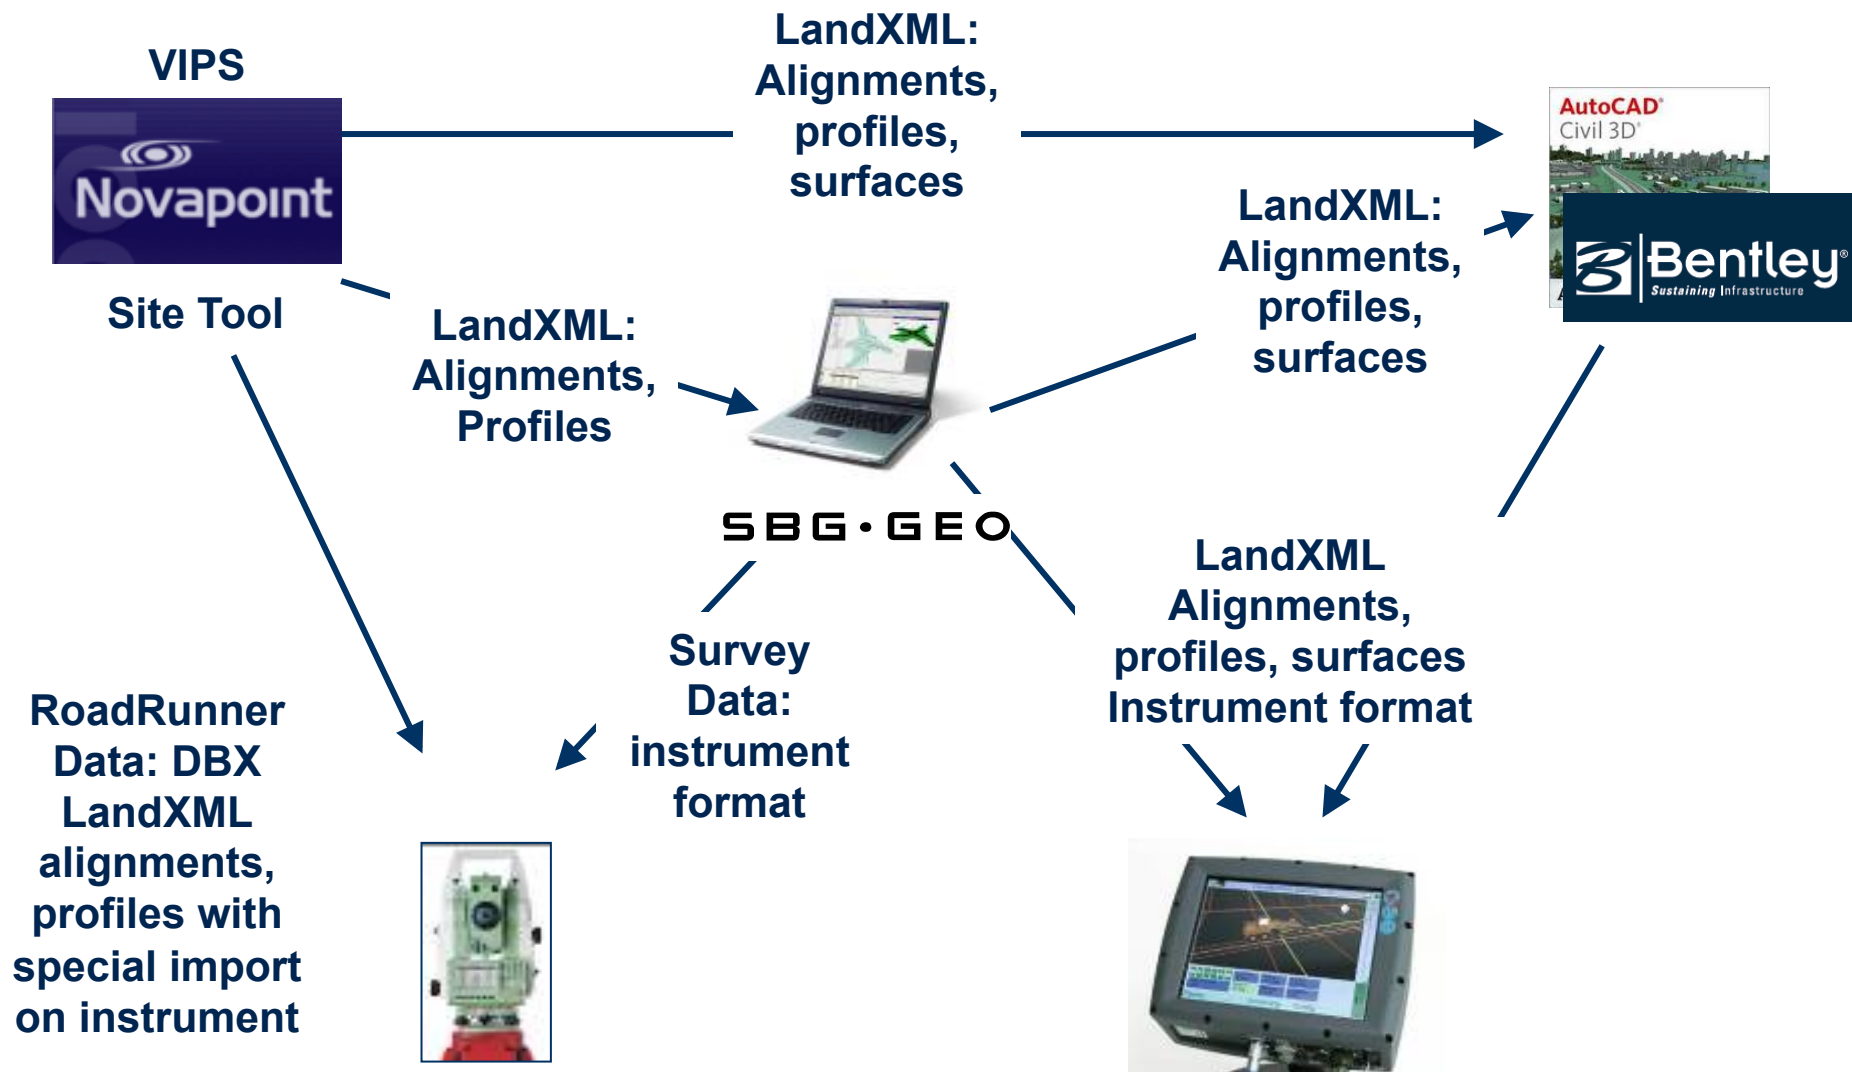 VIPS
Novapoint
Site Tool
LandXML:
Alignments,
profiles,
surfaces
AutoCAD®
Civil 3D®
Bentley®
Sustaining Infrastructure
LandXML:
Alignments,
profiles,
surfaces
LandXML:
Alignments,
Profiles
SBG·GEO
LandXML
Alignments,
profiles, surfaces
Instrument format
Survey
Data:
instrument
format
RoadRunner
Data: DBX
LandXML
alignments,
profiles with
special import
on instrument